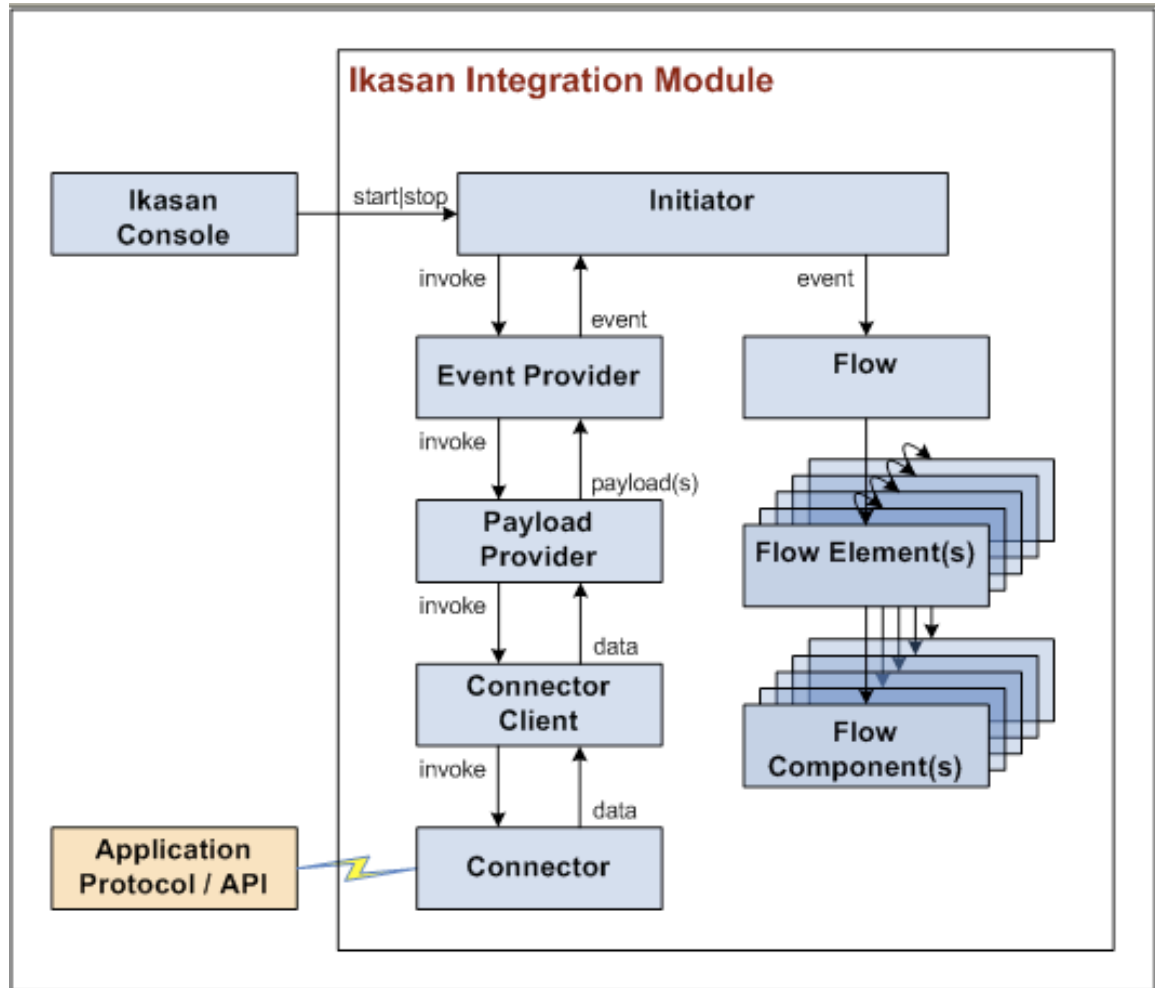 Ikasan Integration Module
Ikasan
Console
start|stop
Initiator
invoke
event
event
Event Provider
Flow
invoke
payload(s)
Payload
Provider
Flow Element(s)
invoke
data
Connector
Client
Flow
Component(s)
invoke
data
Application
Protocol / API
Connector